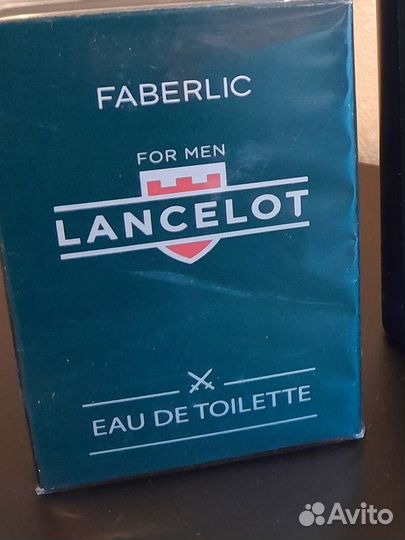 FABERLIC
FOR MEN
LANCELOT
EAU DE TOILETTE
Avito